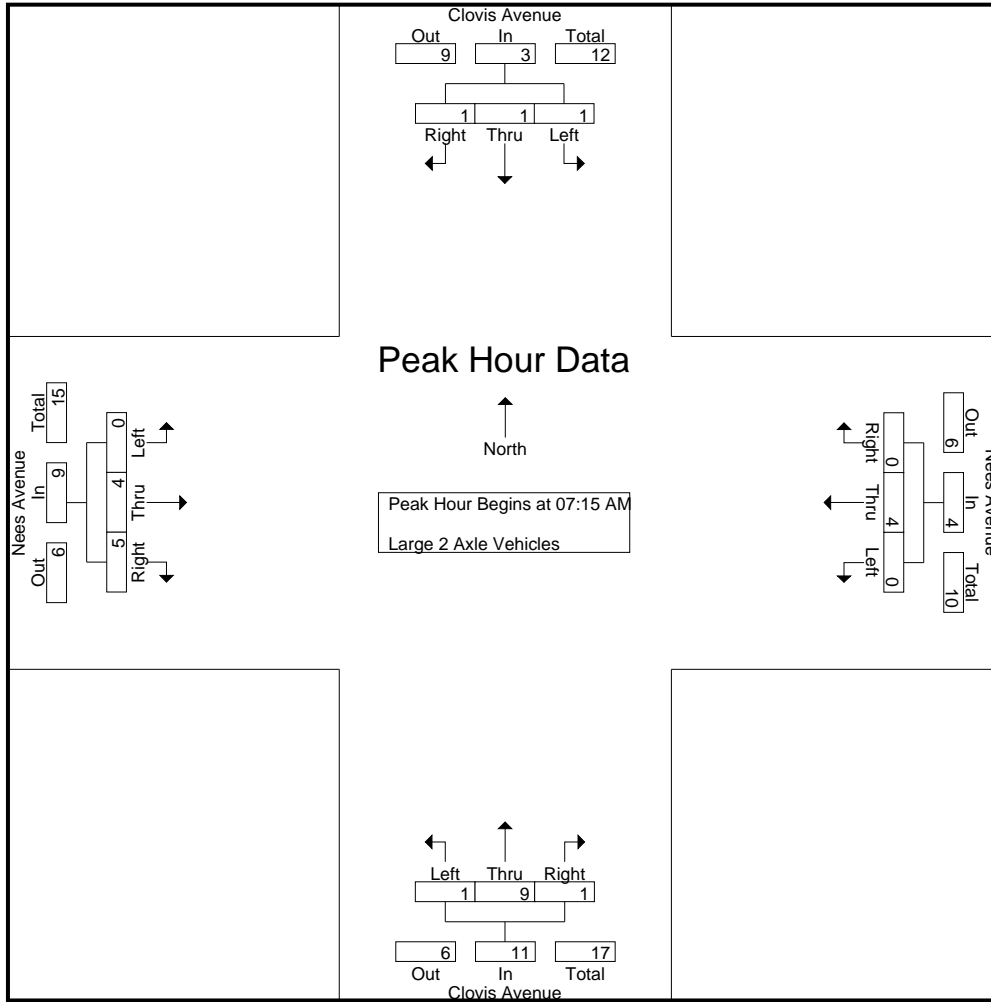 Clovis Avenue
Out In Total
9 3 12
1 1 1
Right Thru Left
Peak Hour Data
North
Peak Hour Begins at 07:15 AM
Large 2 Axle Vehicles
Nees Avenue
Total In Out
15 9 6
0 4 5
Left Thru Right
Nees Avenue
Out In Total
6 4 10
0 4 0
Right Thru Left
Left Thru Right
1 9 1
6 11 17
Out In Total
Clovis Avenue